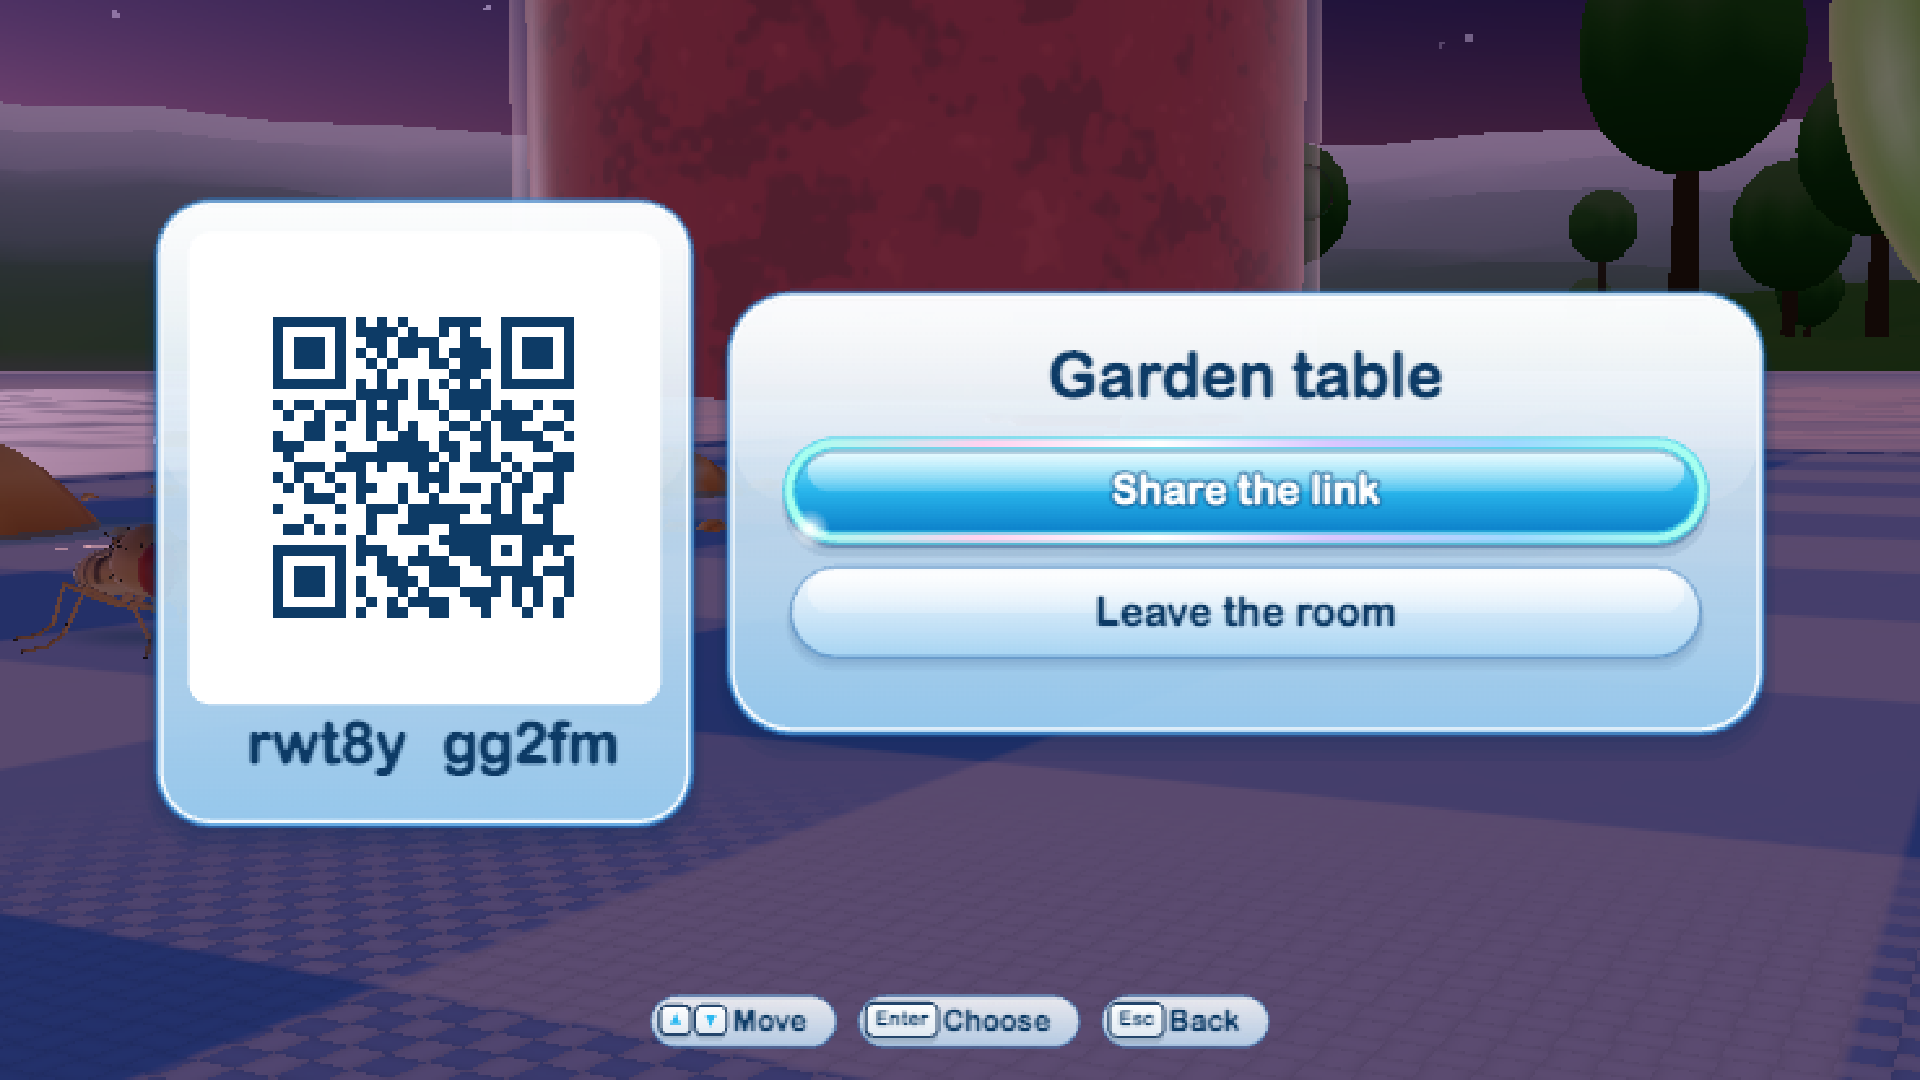 rwt8y gg2fm
Garden table
Share the link
Leave the room
Move
Enter Choose
Esc Back